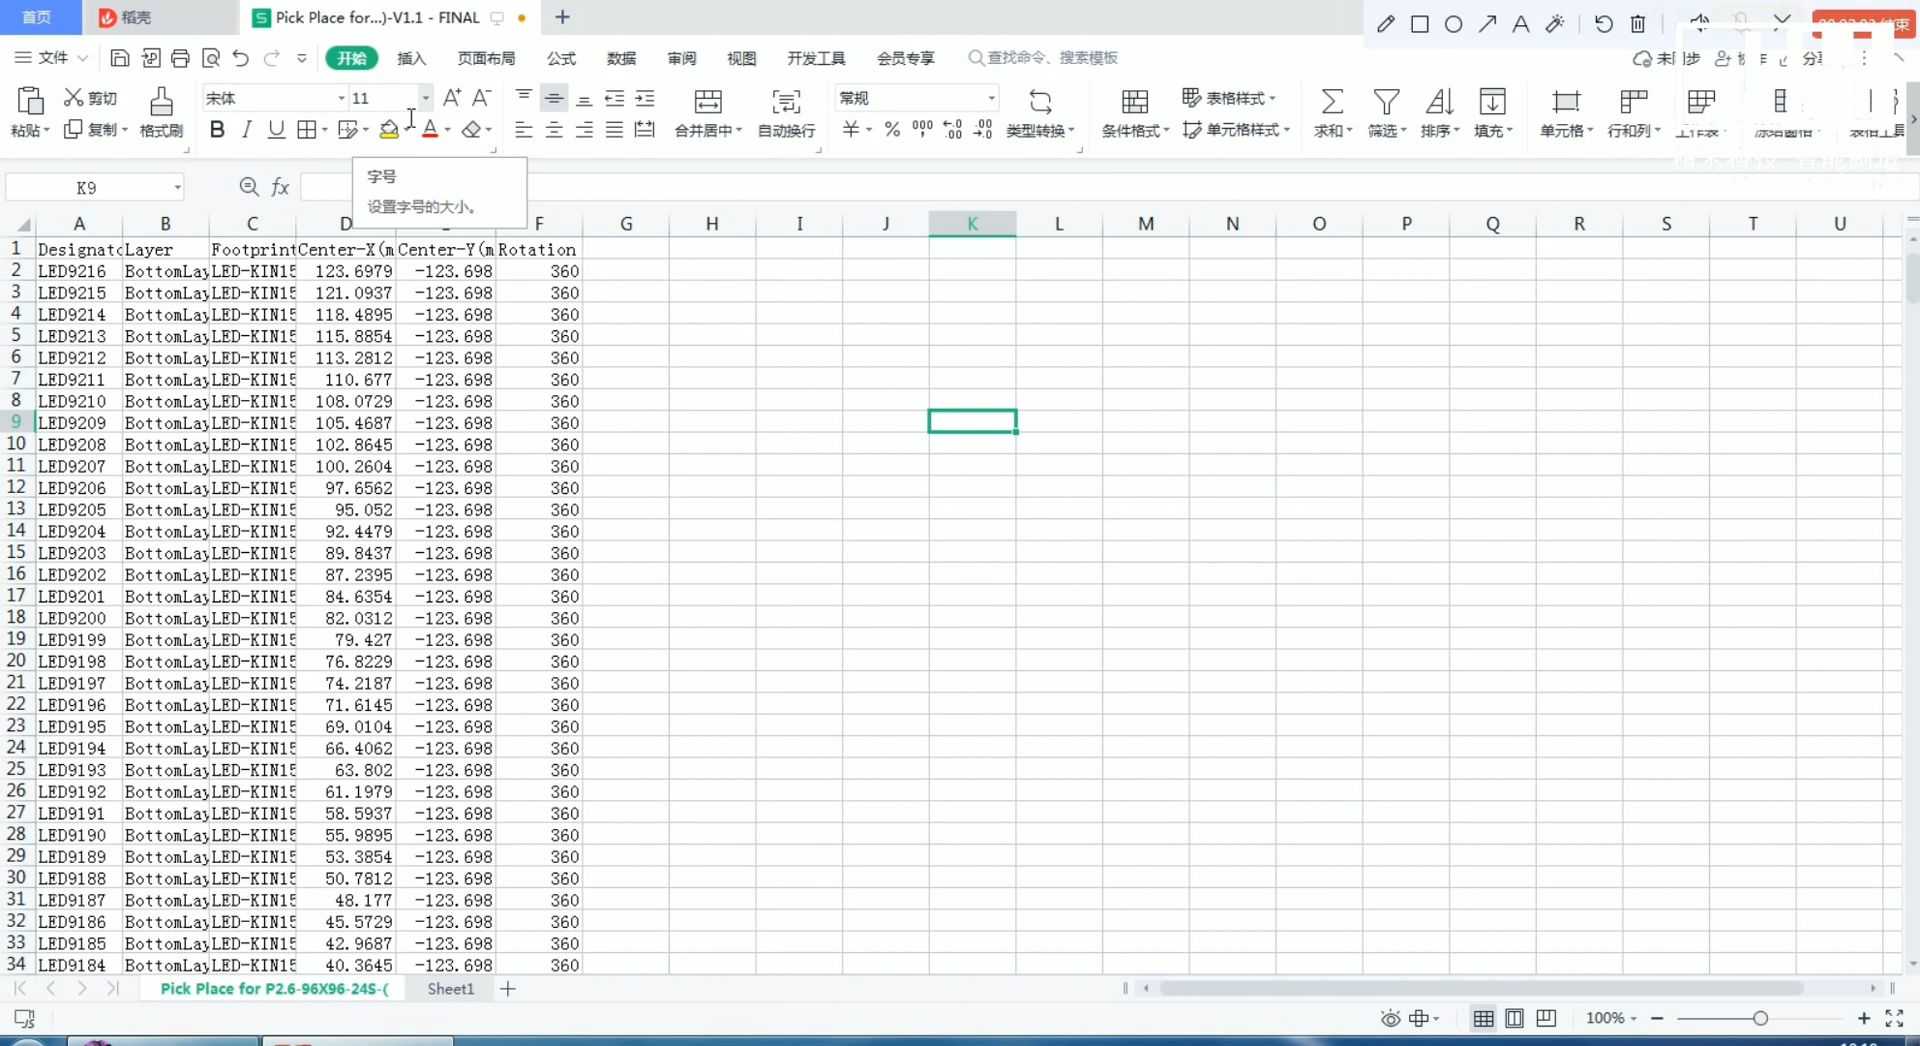 首页 稻壳 Pick Place for...)-V1.1 - FINAL
文件 开始 插入 页面布局 公式 数据 审阅 视图 开发工具 会员专享 查找命令、搜索模板 未同步
粘贴 剪切 复制 格式刷 宋体 11 合并居中 自动换行 常规 类型转换 条件格式 表格样式 单元格样式 求和 筛选 排序 填充 单元格 行和列
K9 fx
字号
设置字号的大小。
A B C D F G H I J K L M N O P Q R S T U
1 Designato Layer Footprint Center-X(m Center-Y(m Rotation
2 LED9216 BottomLay LED-KIN15 123.6979 -123.698 360
3 LED9215 BottomLay LED-KIN15 121.0937 -123.698 360
4 LED9214 BottomLay LED-KIN15 118.4895 -123.698 360
5 LED9213 BottomLay LED-KIN15 115.8854 -123.698 360
6 LED9212 BottomLay LED-KIN15 113.2812 -123.698 360
7 LED9211 BottomLay LED-KIN15 110.677 -123.698 360
8 LED9210 BottomLay LED-KIN15 108.0729 -123.698 360
9 LED9209 BottomLay LED-KIN15 105.4687 -123.698 360
10 LED9208 BottomLay LED-KIN15 102.8645 -123.698 360
11 LED9207 BottomLay LED-KIN15 100.2604 -123.698 360
12 LED9206 BottomLay LED-KIN15 97.6562 -123.698 360
13 LED9205 BottomLay LED-KIN15 95.052 -123.698 360
14 LED9204 BottomLay LED-KIN15 92.4479 -123.698 360
15 LED9203 BottomLay LED-KIN15 89.8437 -123.698 360
16 LED9202 BottomLay LED-KIN15 87.2395 -123.698 360
17 LED9201 BottomLay LED-KIN15 84.6354 -123.698 360
18 LED9200 BottomLay LED-KIN15 82.0312 -123.698 360
19 LED9199 BottomLay LED-KIN15 79.427 -123.698 360
20 LED9198 BottomLay LED-KIN15 76.8229 -123.698 360
21 LED9197 BottomLay LED-KIN15 74.2187 -123.698 360
22 LED9196 BottomLay LED-KIN15 71.6145 -123.698 360
23 LED9195 BottomLay LED-KIN15 69.0104 -123.698 360
24 LED9194 BottomLay LED-KIN15 66.4062 -123.698 360
25 LED9193 BottomLay LED-KIN15 63.802 -123.698 360
26 LED9192 BottomLay LED-KIN15 61.1979 -123.698 360
27 LED9191 BottomLay LED-KIN15 58.5937 -123.698 360
28 LED9190 BottomLay LED-KIN15 55.9895 -123.698 360
29 LED9189 BottomLay LED-KIN15 53.3854 -123.698 360
30 LED9188 BottomLay LED-KIN15 50.7812 -123.698 360
31 LED9187 BottomLay LED-KIN15 48.177 -123.698 360
32 LED9186 BottomLay LED-KIN15 45.5729 -123.698 360
33 LED9185 BottomLay LED-KIN15 42.9687 -123.698 360
34 LED9184 BottomLay LED-KIN15 40.3645 -123.698 360
Pick Place for P2.6-96X96-24S-( Sheet1
100%